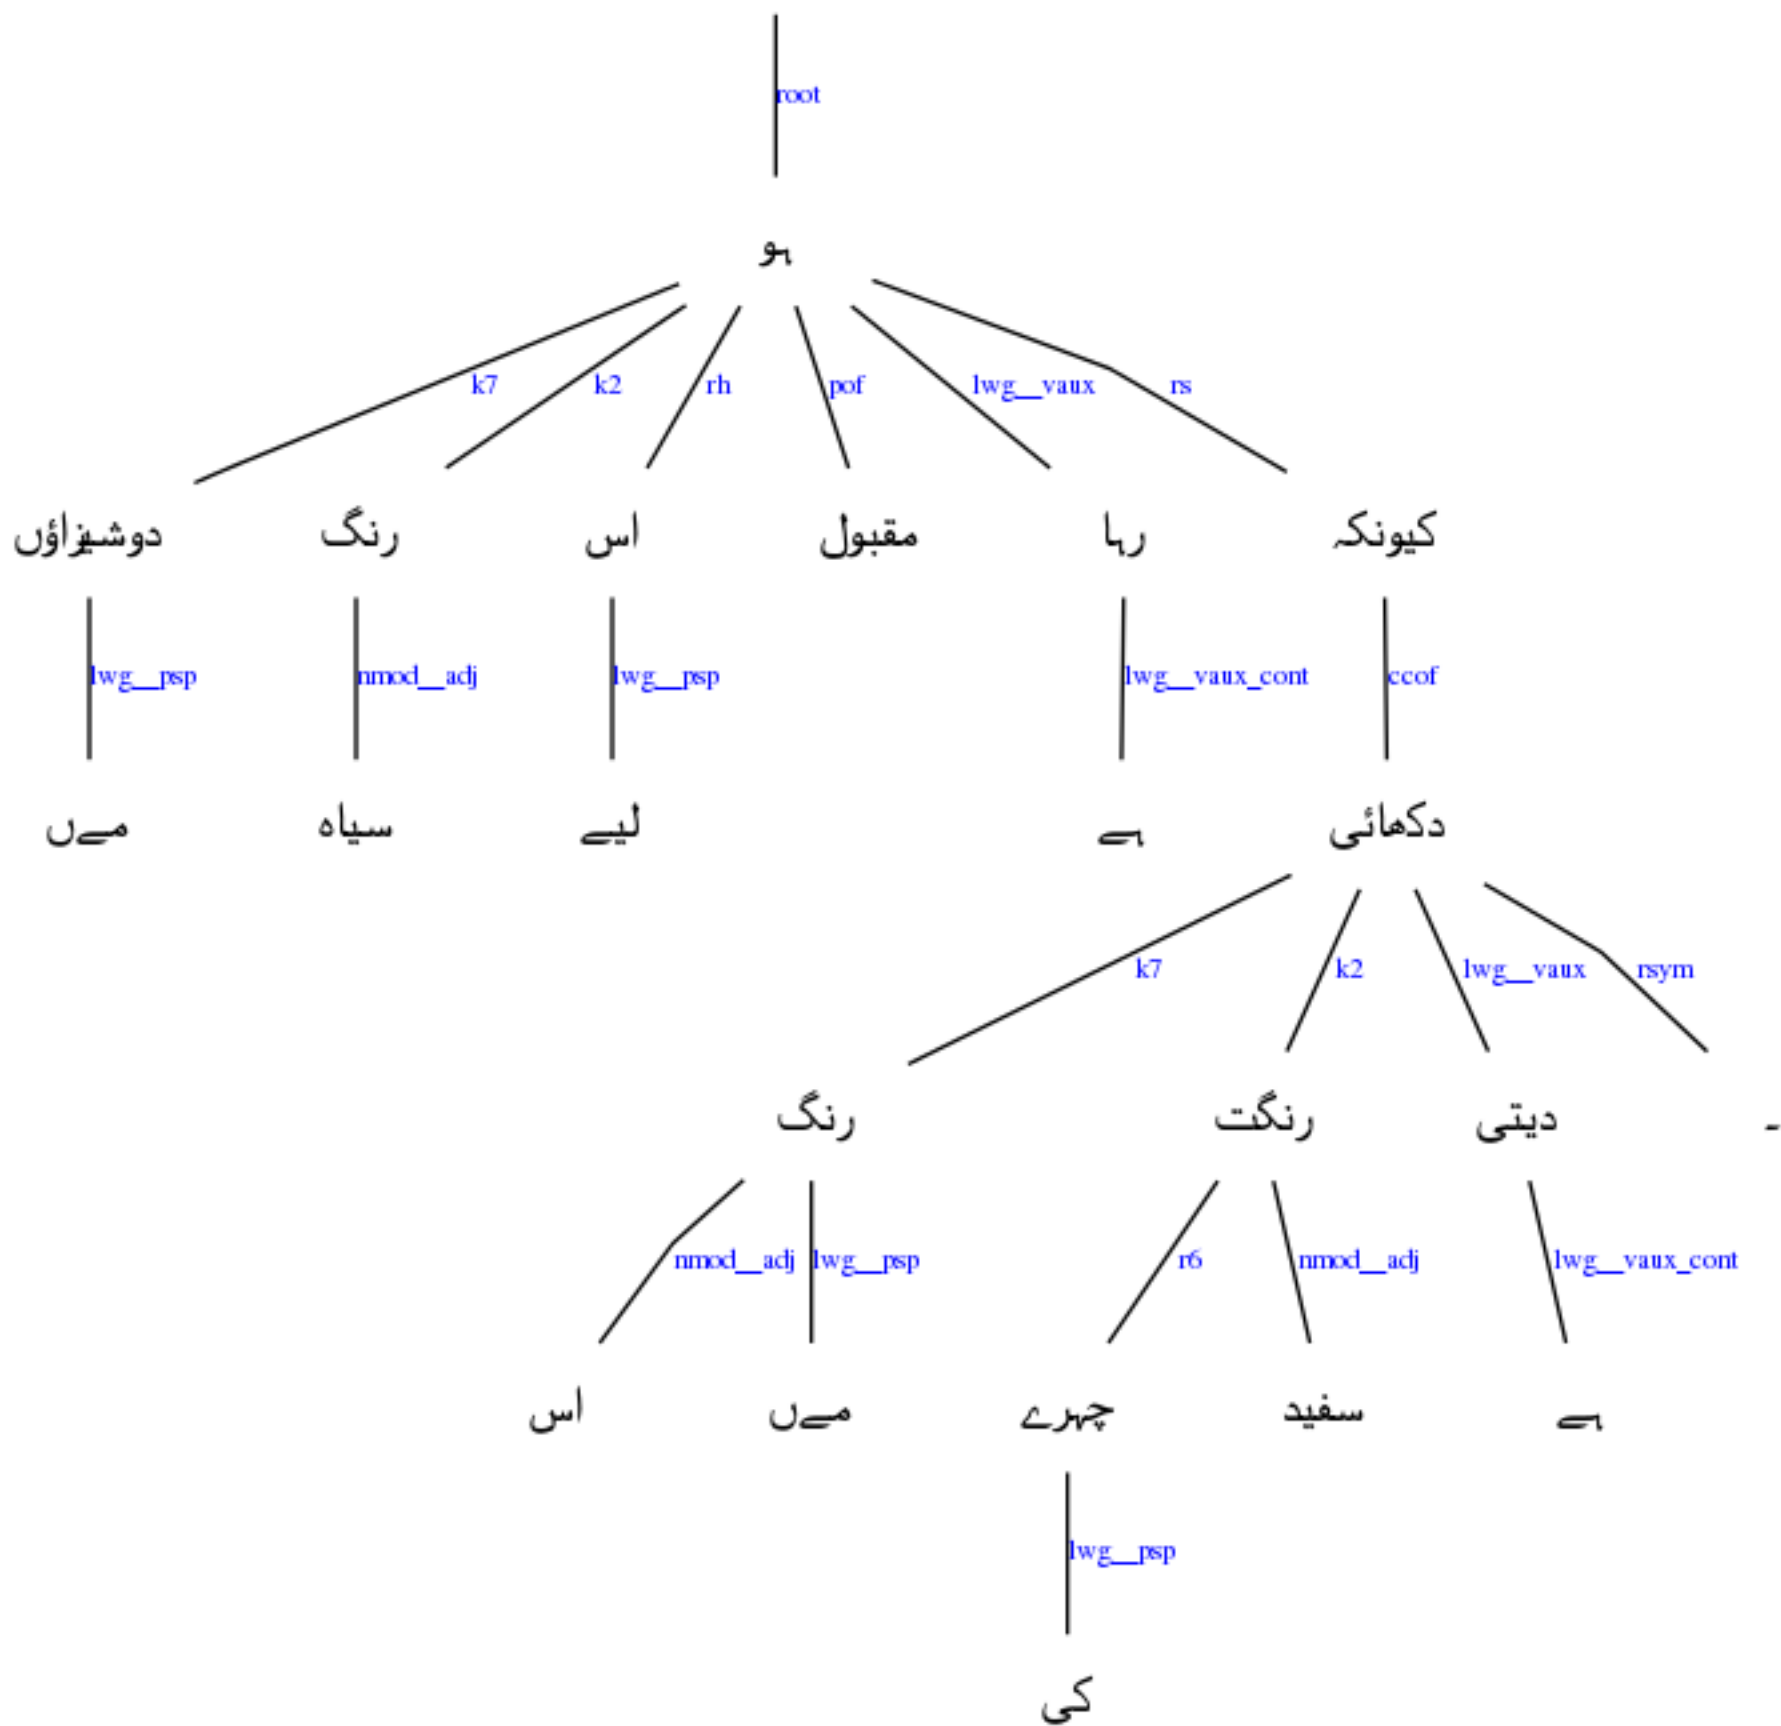 root
ہو
k7 k2 rh pof lwg__vaux rs
دوشیزاؤں رنگ اس مقبول رہا کیونکہ
lwg__psp nmod__adj lwg__psp lwg__vaux_cont ccof
مےں سیاہ لیے ہے دکھائی
k7 k2 lwg__vaux rsym
رنگ رنگت دیتی ۔
nmod__adj lwg__psp r6 nmod__adj lwg__vaux_cont
اس مےں چہرے سفید ہے
lwg__psp
کی